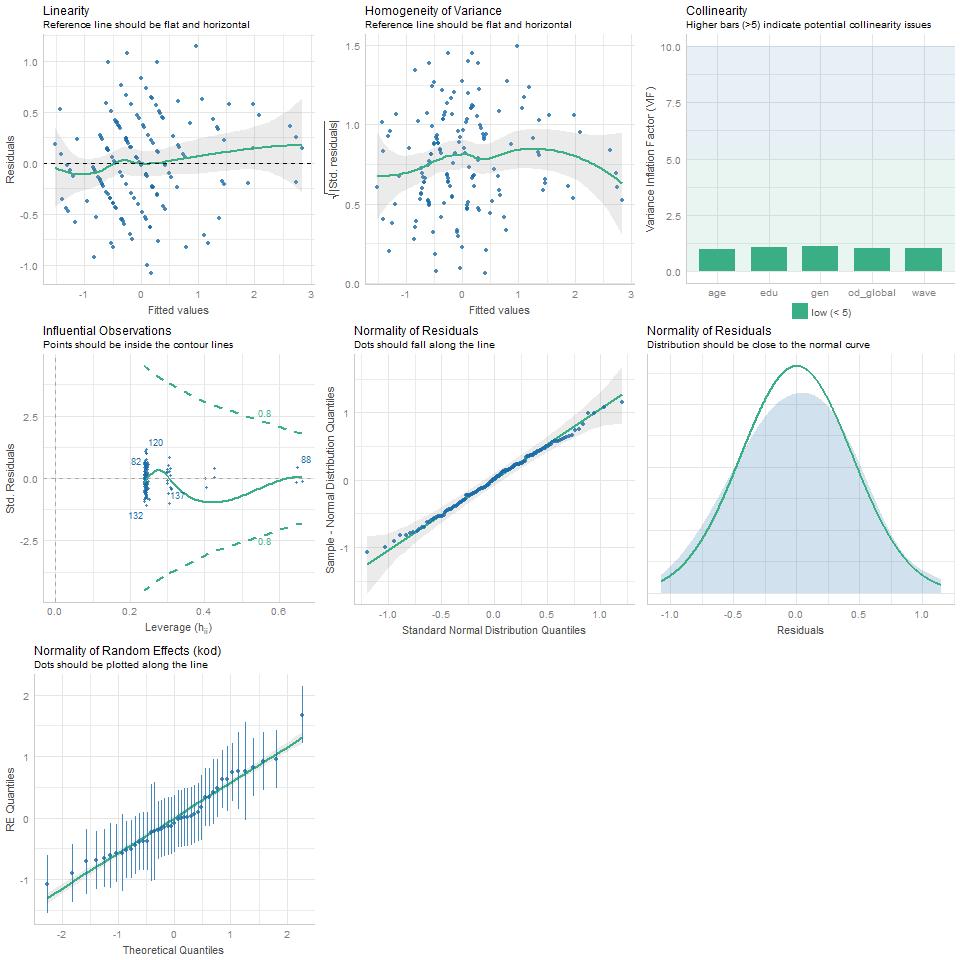 Linearity
Reference line should be flat and horizontal
Residuals
1.0
0.5
0.0
-0.5
-1.0
-1
0
1
2
3
Fitted values
Homogeneity of Variance
Reference line should be flat and horizontal
√|Std. residuals|
1.5
1.0
0.5
0.0
-1
0
1
2
3
Fitted values
Collinearity
Higher bars (>5) indicate potential collinearity issues
Variance Inflation Factor (VIF)
10.0
7.5
5.0
2.5
0.0
age
edu
gen
od_global
wave
low (< 5)
Influential Observations
Points should be inside the contour lines
Std. Residuals
2.5
0.0
-2.5
0.8
120
82
88
137
132
0.8
0.0
0.2
0.4
0.6
Leverage (hii)
Normality of Residuals
Dots should fall along the line
Sample - Normal Distribution Quantiles
1
0
-1
-1.0
-0.5
0.0
0.5
1.0
Standard Normal Distribution Quantiles
Normality of Residuals
Distribution should be close to the normal curve
-1.0
-0.5
0.0
0.5
1.0
Residuals
Normality of Random Effects (kod)
Dots should be plotted along the line
RE Quantiles
2
1
0
-1
-2
-1
0
1
2
Theoretical Quantiles